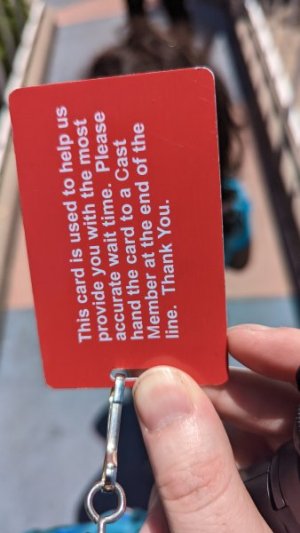 This card is used to help us
provide you with the most
accurate wait time.  Please
hand the card to a Cast
Member at the end of the
line.  Thank You.